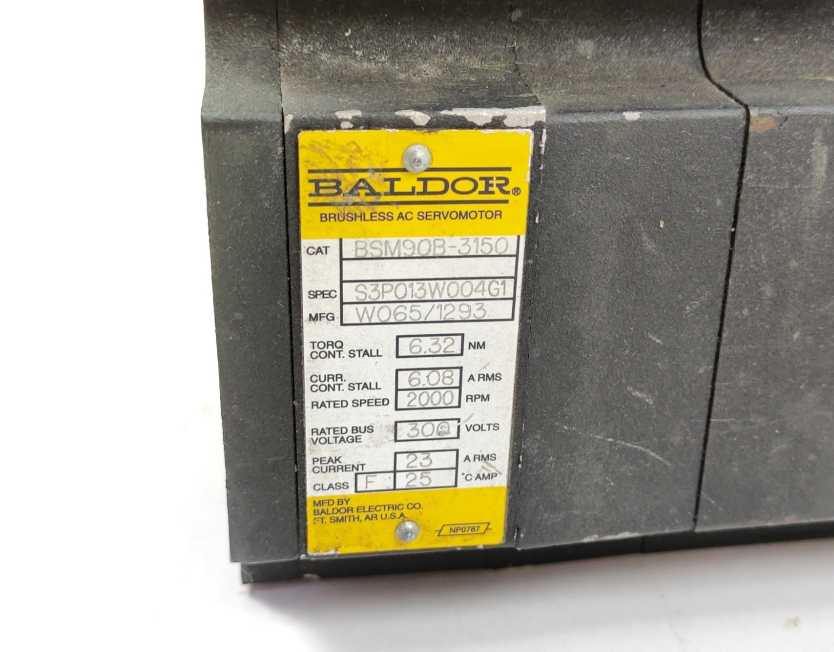 BALDOR®
BRUSHLESS AC SERVOMOTOR
CAT BSM90B-3150
SPEC S3P013W004G1
MFG W065/1293
TORQ
CONT. STALL 6.32 NM
CURR.
CONT. STALL 6.08 A RMS
RATED SPEED 2000 RPM
RATED BUS
VOLTAGE 300 VOLTS
PEAK
CURRENT 23 A RMS
CLASS F 25 °C AMP
MFD BY
BALDOR ELECTRIC CO.
FT. SMITH, AR U.S.A.
NP0787